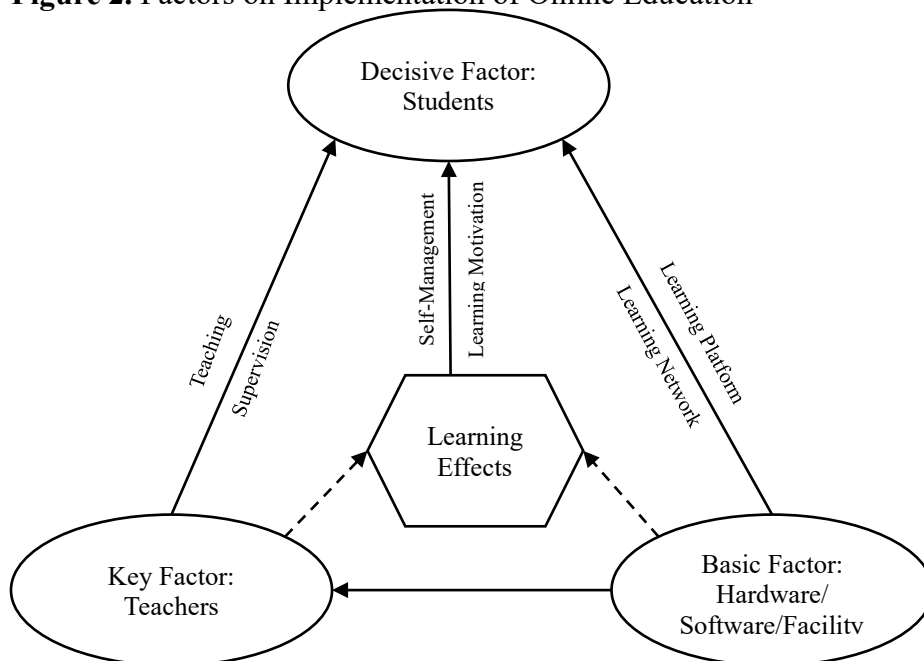 Figure 2. Factors on Implementation of Online Education
Decisive Factor:
Students
Self-Management
Learning Motivation
Teaching
Supervision
Learning Platform
Learning Network
Learning
Effects
Key Factor:
Teachers
Basic Factor:
Hardware/
Software/Facility